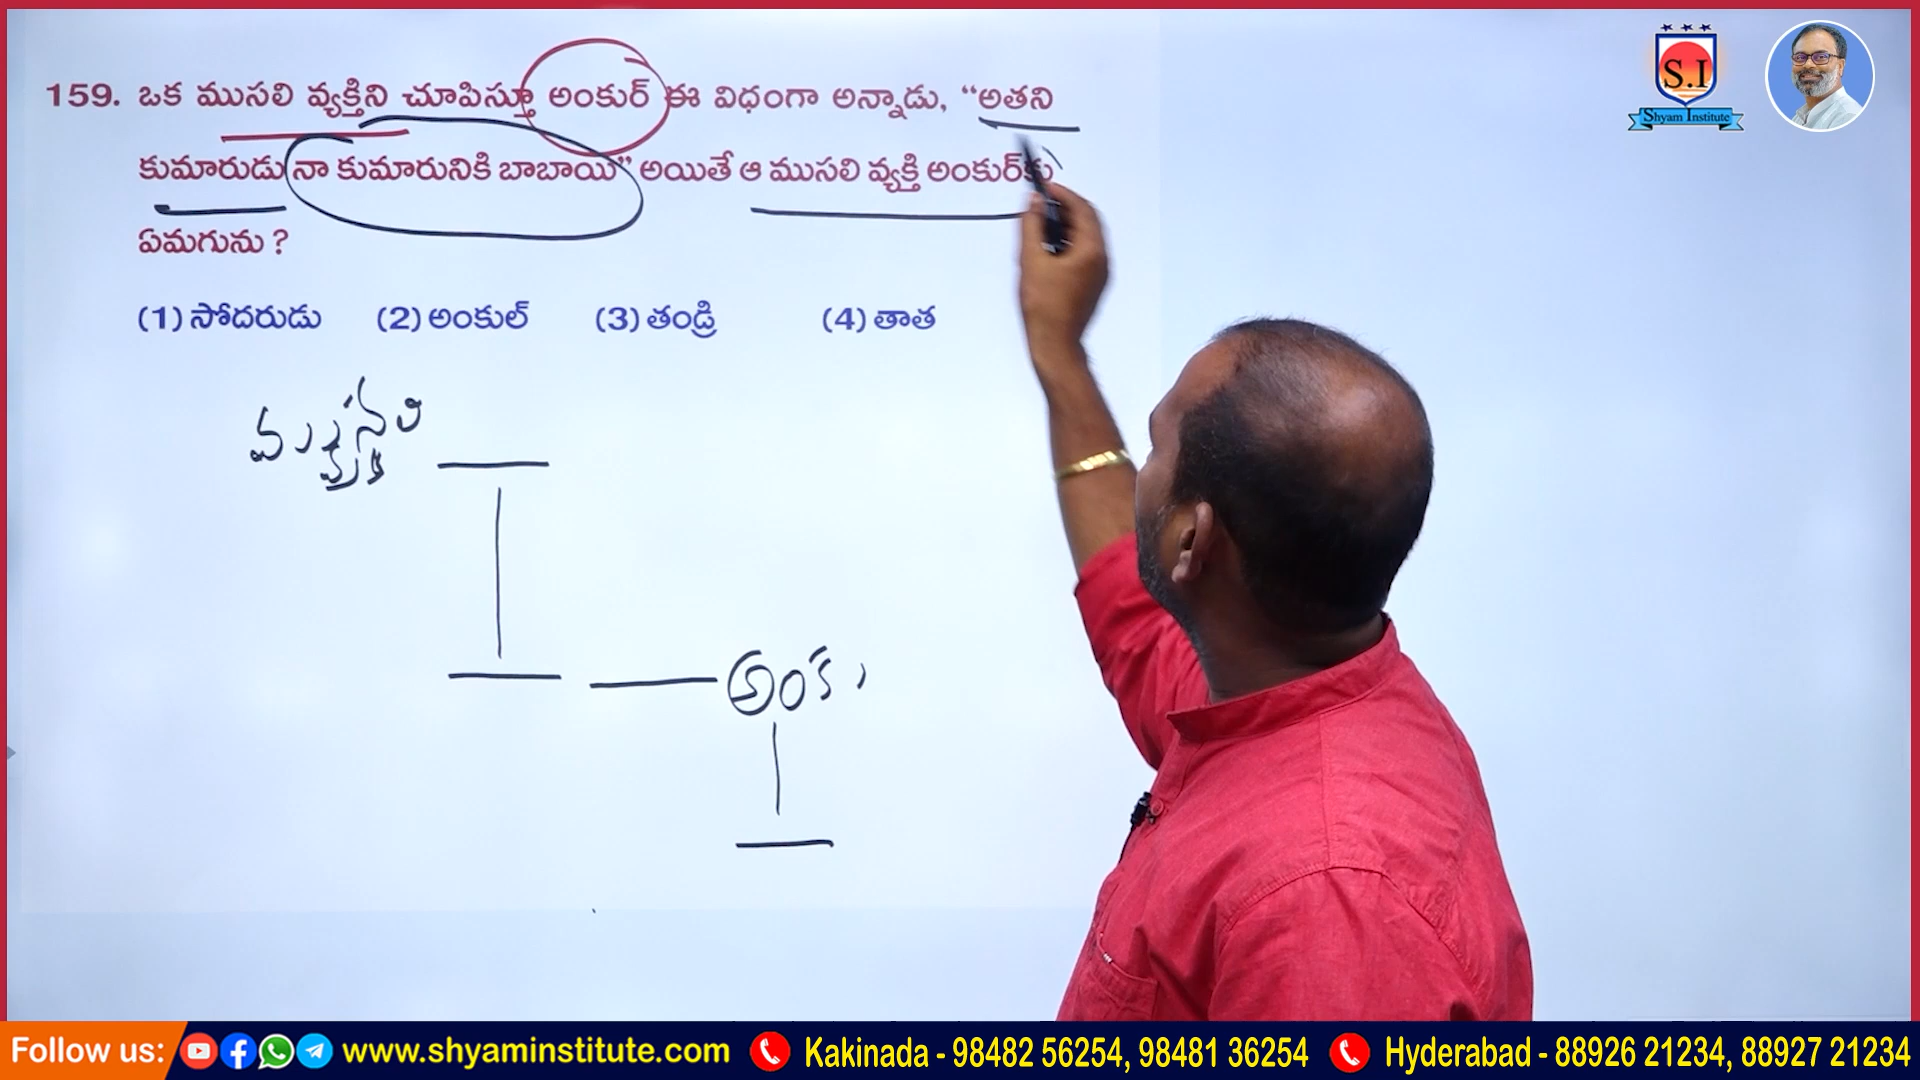 159. ఒక ముసలి వ్యక్తిని చూపిస్తూ అంకుర్ ఈ విధంగా అన్నాడు, “అతని
కుమారుడు నా కుమారునికి బాబాయి” అయితే ఆ ముసలి వ్యక్తి అంకుర్‌కు
ఏమగును ?
(1) సోదరుడు (2) అంకుల్ (3) తండ్రి (4) తాత
S.I
Shyam Institute
Follow us: www.shyaminstitute.com Kakinada - 98482 56254, 98481 36254 Hyderabad - 88926 21234, 88927 21234